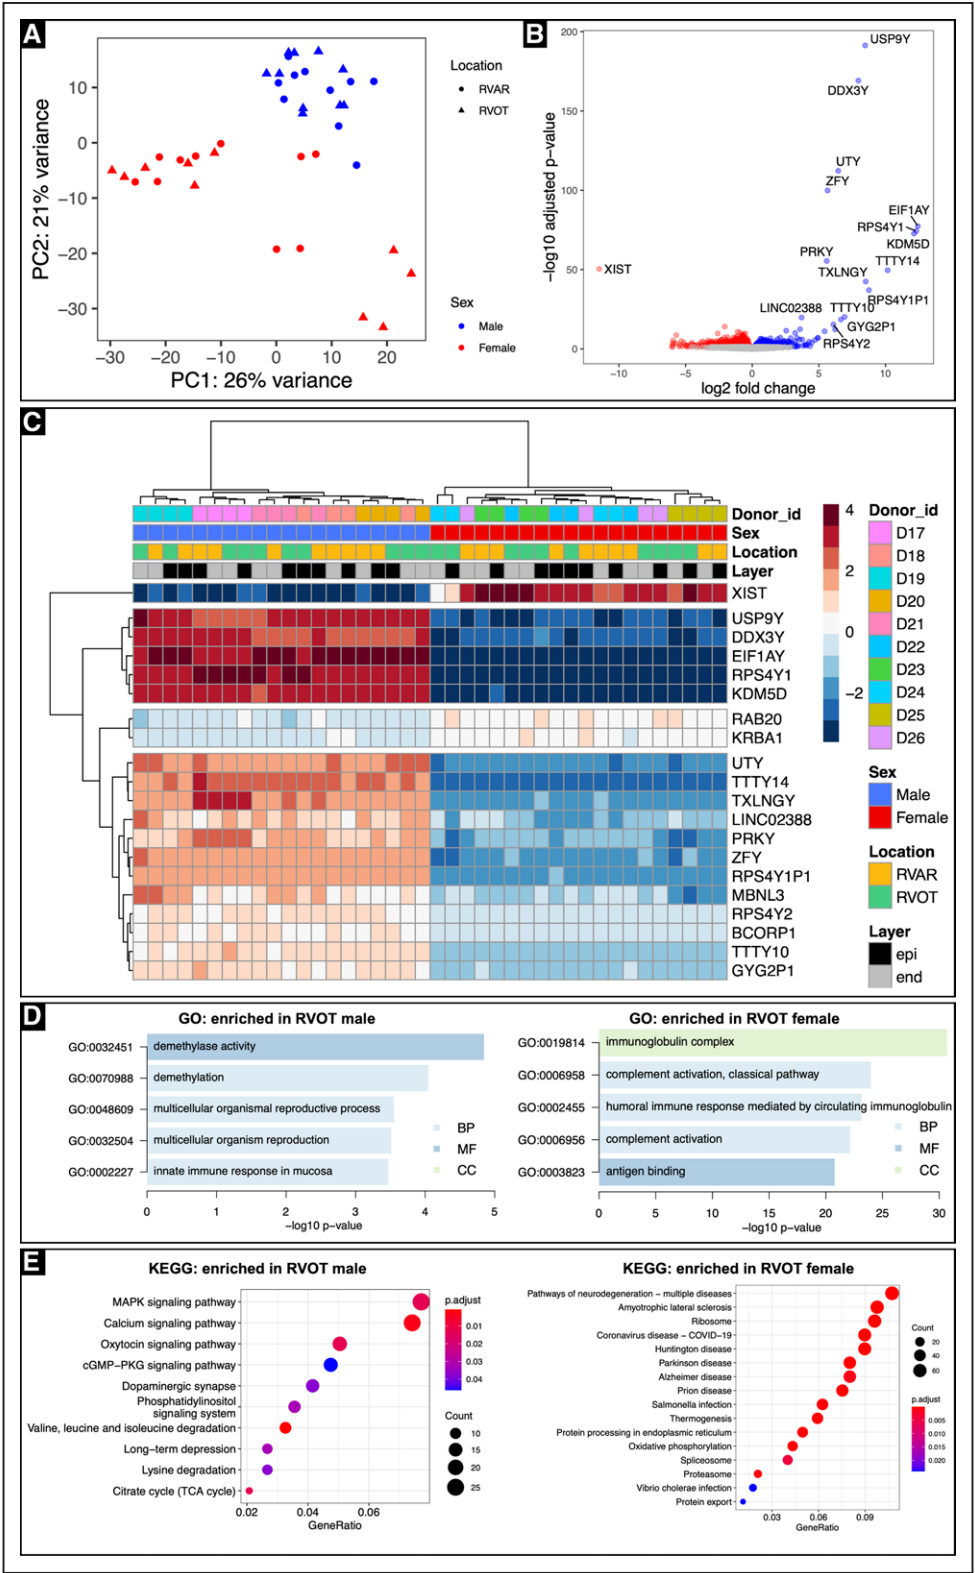 A
10
0
−10
−20
−30
−30
−20
−10
0
10
20
PC1: 26% variance
PC2: 21% variance
Location
RVAR
RVOT
Sex
Male
Female
B
200
150
100
50
0
−10
−5
0
5
10
log2 fold change
−log10 adjusted p−value
USP9Y
DDX3Y
UTY
ZFY
EIF1AY
RPS4Y1
KDM5D
PRKY
TTTY14
TXLNGY
XIST
RPS4Y1P1
LINC02388
TTTY10
GYG2P1
RPS4Y2
C
Donor_id
Sex
Location
Layer
XIST
USP9Y
DDX3Y
EIF1AY
RPS4Y1
KDM5D
RAB20
KRBA1
UTY
TTTY14
TXLNGY
LINC02388
PRKY
ZFY
RPS4Y1P1
MBNL3
RPS4Y2
BCORP1
TTTY10
GYG2P1
4
2
0
−2
Donor_id
D17
D18
D19
D20
D21
D22
D23
D24
D25
D26
Sex
Male
Female
Location
RVAR
RVOT
Layer
epi
end
D
GO: enriched in RVOT male
GO:0032451
demethylase activity
GO:0070988
demethylation
GO:0048609
multicellular organismal reproductive process
GO:0032504
multicellular organism reproduction
GO:0002227
innate immune response in mucosa
BP
MF
CC
0
1
2
3
4
5
−log10 p−value
GO: enriched in RVOT female
GO:0019814
immunoglobulin complex
GO:0006958
complement activation, classical pathway
GO:0002455
humoral immune response mediated by circulating immunoglobulin
GO:0006956
complement activation
GO:0003823
antigen binding
BP
MF
CC
0
5
10
15
20
25
30
−log10 p−value
E
KEGG: enriched in RVOT male
MAPK signaling pathway
Calcium signaling pathway
Oxytocin signaling pathway
cGMP−PKG signaling pathway
Dopaminergic synapse
Phosphatidylinositol
signaling system
Valine, leucine and isoleucine degradation
Long−term depression
Lysine degradation
Citrate cycle (TCA cycle)
0.02
0.04
0.06
GeneRatio
p.adjust
0.01
0.02
0.03
0.04
Count
10
15
20
25
KEGG: enriched in RVOT female
Pathways of neurodegeneration − multiple diseases
Amyotrophic lateral sclerosis
Ribosome
Coronavirus disease − COVID−19
Huntington disease
Parkinson disease
Alzheimer disease
Prion disease
Salmonella infection
Thermogenesis
Protein processing in endoplasmic reticulum
Oxidative phosphorylation
Spliceosome
Proteasome
Vibrio cholerae infection
Protein export
0.03
0.06
0.09
GeneRatio
Count
20
40
60
p.adjust
0.005
0.010
0.015
0.020